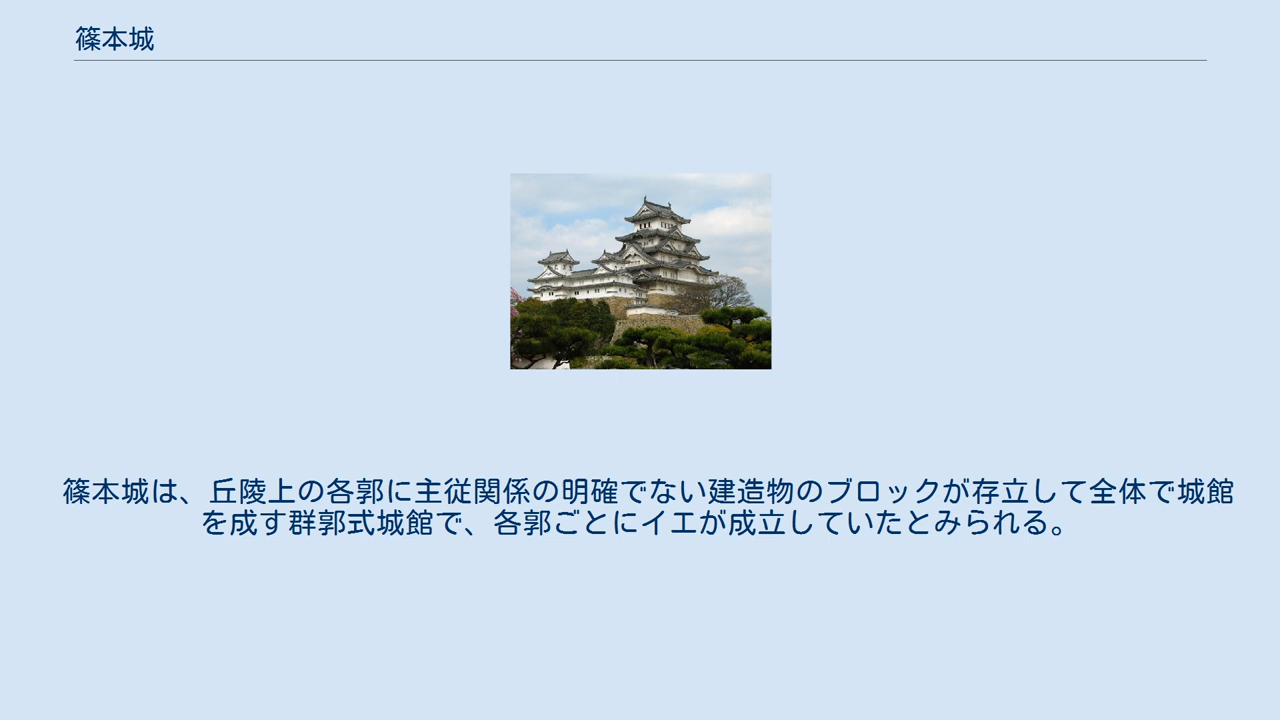 篠本城
篠本城は、丘陵上の各郭に主従関係の明確でない建造物のブロックが存立して全体で城館
を成す群郭式城館で、各郭ごとにイエが成立していたとみられる。